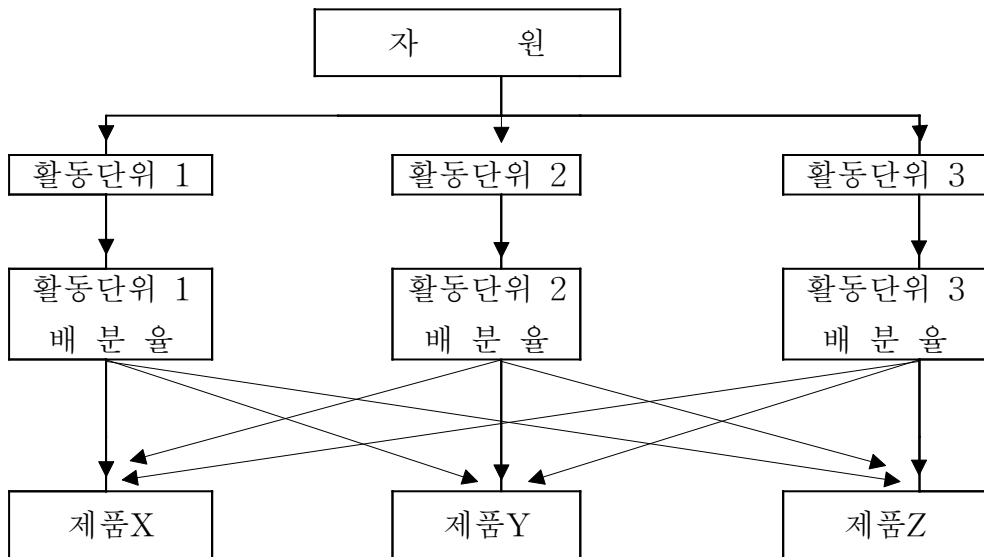 자 원
활동단위 1
활동단위 2
활동단위 3
활동단위 1
배 분 율
활동단위 2
배 분 율
활동단위 3
배 분 율
제품X
제품Y
제품Z